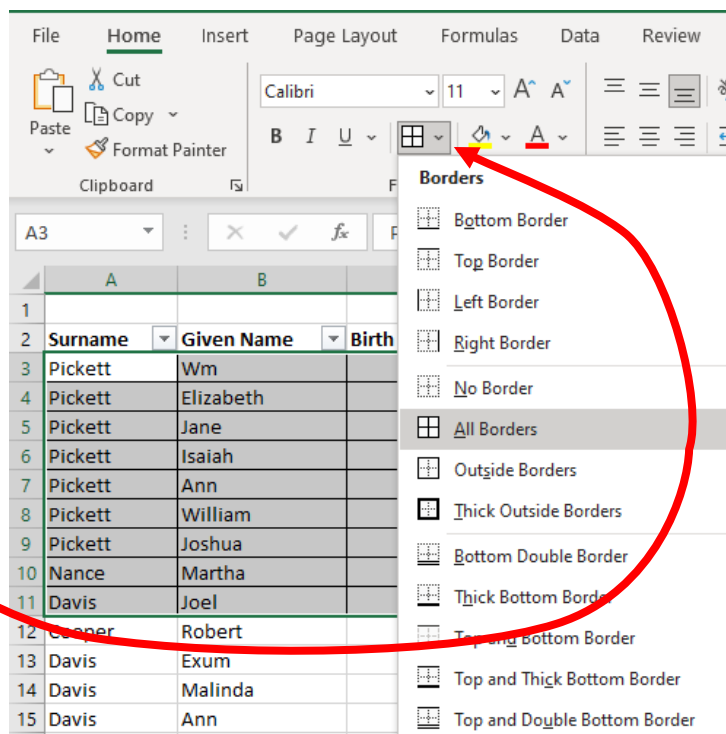 File Home Insert Page Layout Formulas Data Review
Cut
Copy
Paste
Format Painter
Clipboard
Calibri 11 A^ A˅
B I U A
F
Borders
Bottom Border
Top Border
Left Border
Right Border
No Border
All Borders
Outside Borders
Thick Outside Borders
Bottom Double Border
Thick Bottom Border
Top and Bottom Border
Top and Thick Bottom Border
Top and Double Bottom Border
A3 fx
A B
1
2 Surname Given Name Birth
3 Pickett Wm
4 Pickett Elizabeth
5 Pickett Jane
6 Pickett Isaiah
7 Pickett Ann
8 Pickett William
9 Pickett Joshua
10 Nance Martha
11 Davis Joel
12 Cooper Robert
13 Davis Exum
14 Davis Malinda
15 Davis Ann